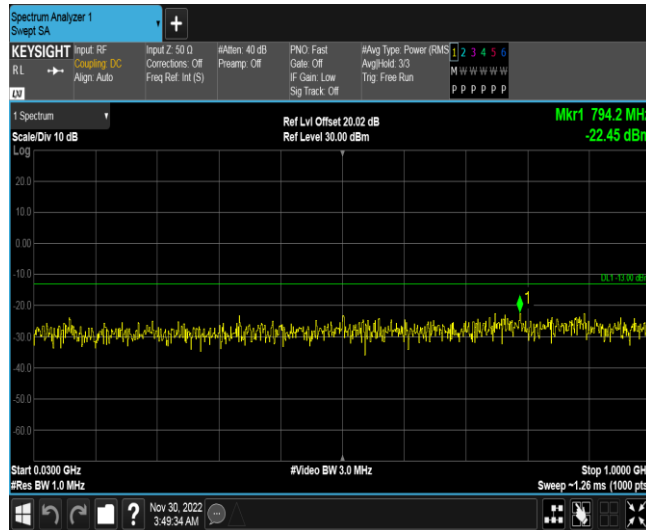 Spectrum Analyzer 1
Swept SA
+
KEYSIGHT
RL
LXI
Input: RF
Coupling: DC
Align: Auto
Input Z: 50 Ω
Corrections: Off
Freq Ref: Int (S)
#Atten: 40 dB
Preamp: Off
PNO: Fast
Gate: Off
IF Gain: Low
Sig Track: Off
#Avg Type: Power (RMS
Avg|Hold: 3/3
Trig: Free Run
1 2 3 4 5 6
M W W W W W
P P P P P P
1 Spectrum
Scale/Div 10 dB
Log
Ref Lvl Offset 20.02 dB
Ref Level 30.00 dBm
Mkr1 794.2 MHz
-22.45 dBm
20.0
10.0
0.00
-10.0
DL1 -13.00 dBm
1
-20.0
-30.0
-40.0
-50.0
-60.0
Start 0.0300 GHz
#Res BW 1.0 MHz
#Video BW 3.0 MHz
Stop 1.0000 GH
Sweep ~1.26 ms (1000 pts
?
Nov 30, 2022
3:49:34 AM